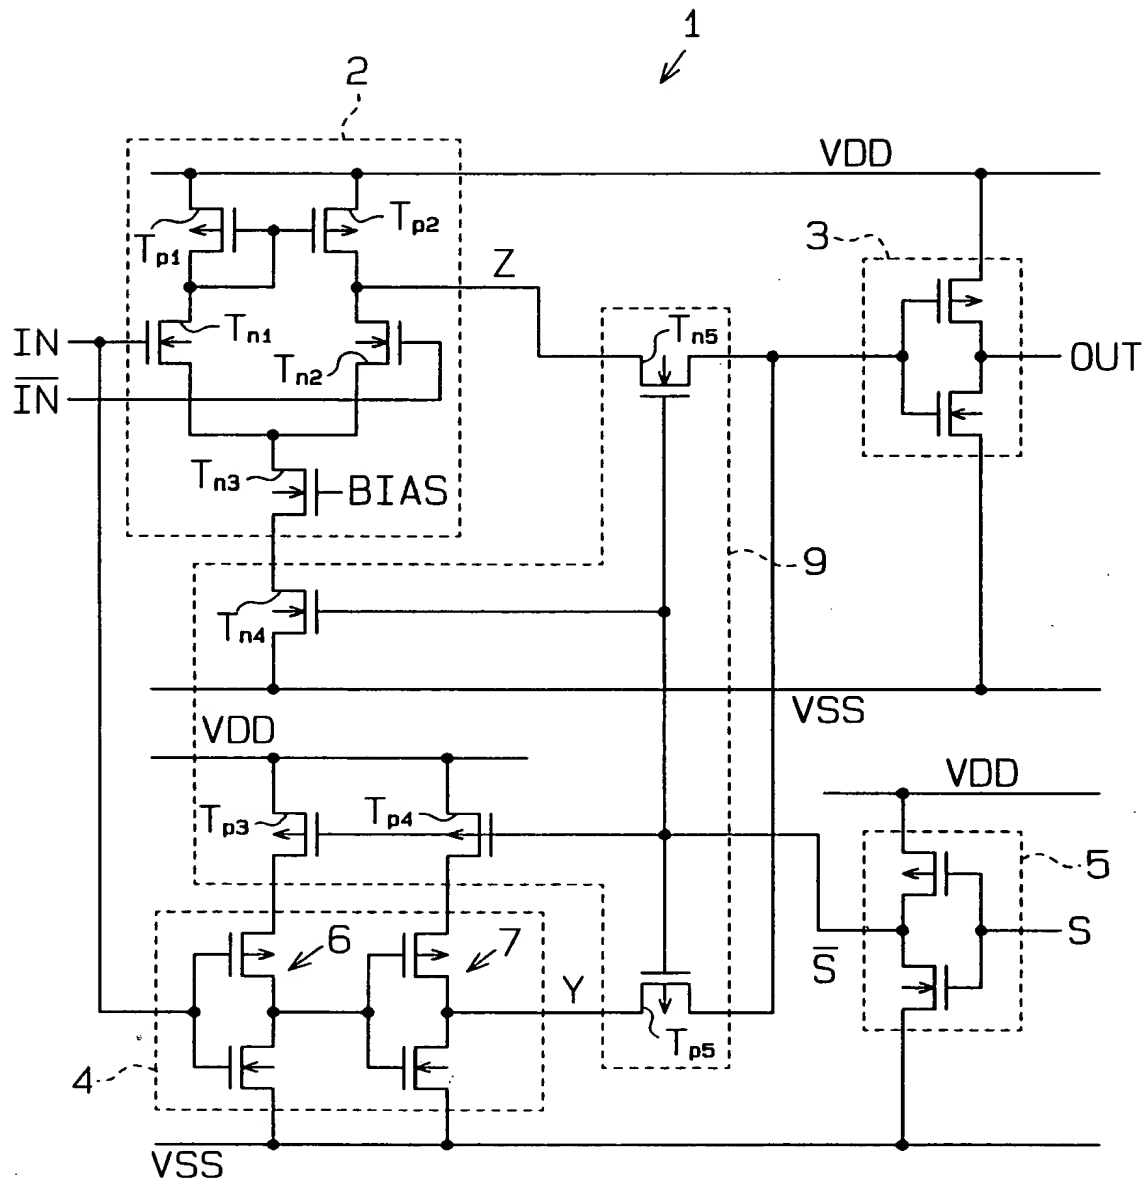 1
2
VDD
Tp1
Tp2
3
Z
IN
Tn1
Tn5
OUT
I̅N̅
Tn2
Tn3
BIAS
9
Tn4
VSS
VDD
VDD
Tp3
Tp4
5
S
S̅
6
7
Y
Tp5
4
VSS